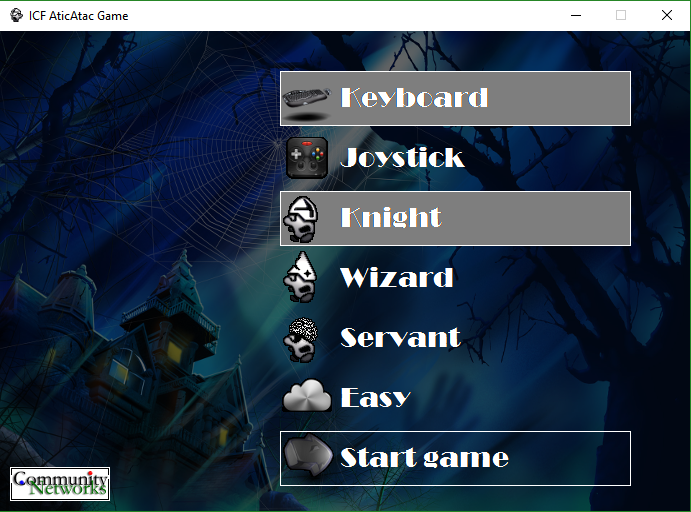 ICF AticAtac Game
Keyboard
Joystick
Knight
Wizard
Servant
Easy
Start game
Community
Networks